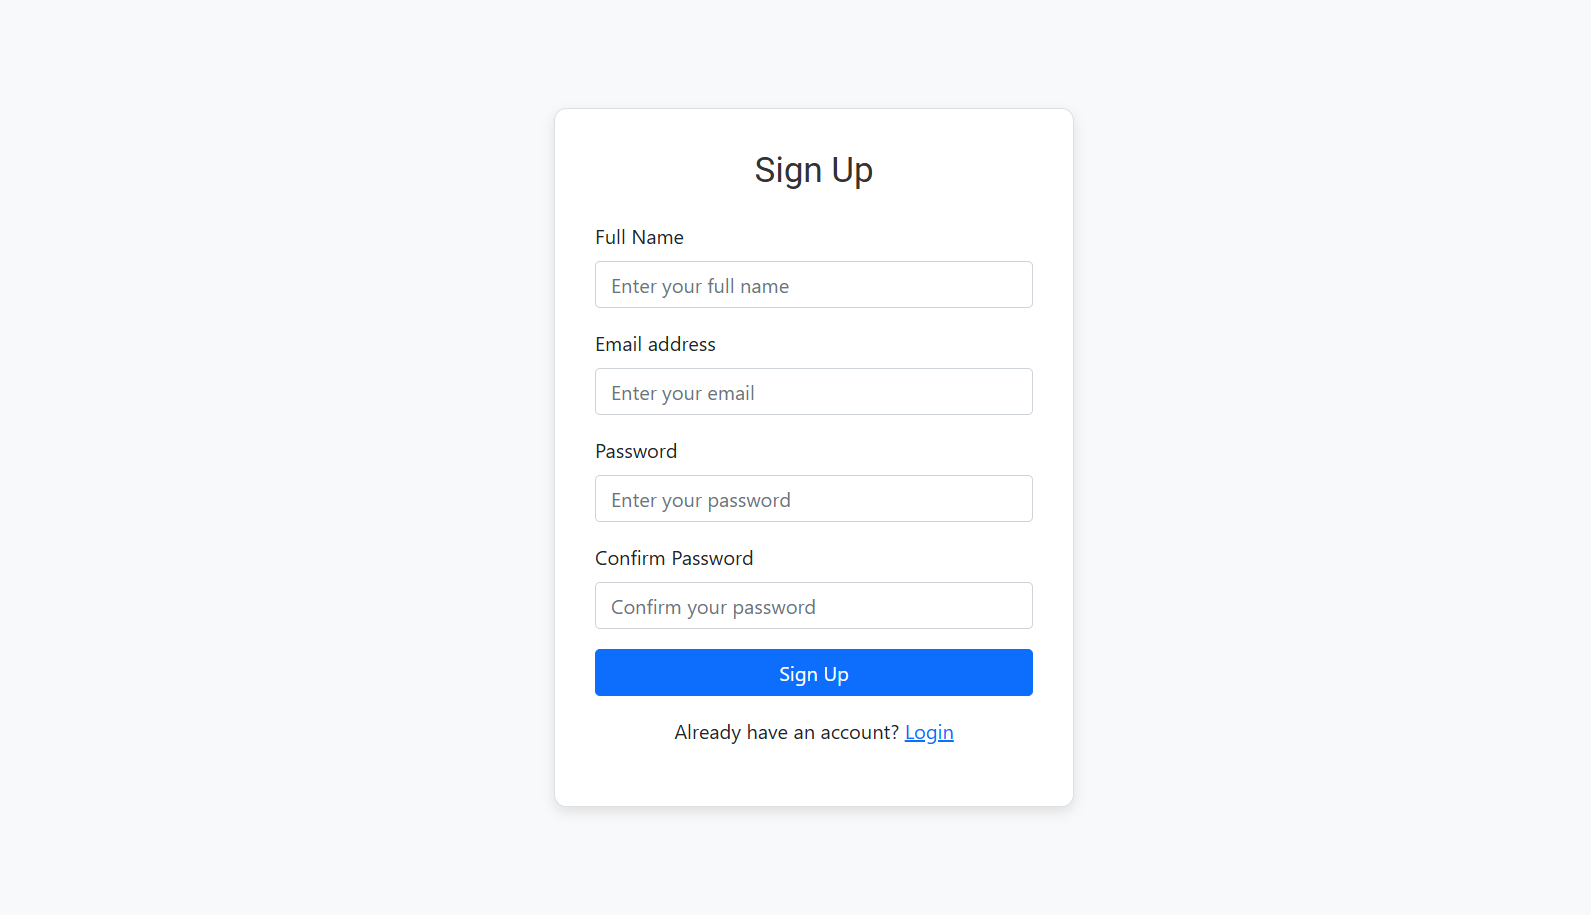 Sign Up
Full Name
Enter your full name
Email address
Enter your email
Password
Enter your password
Confirm Password
Confirm your password
Sign Up
Already have an account? Login